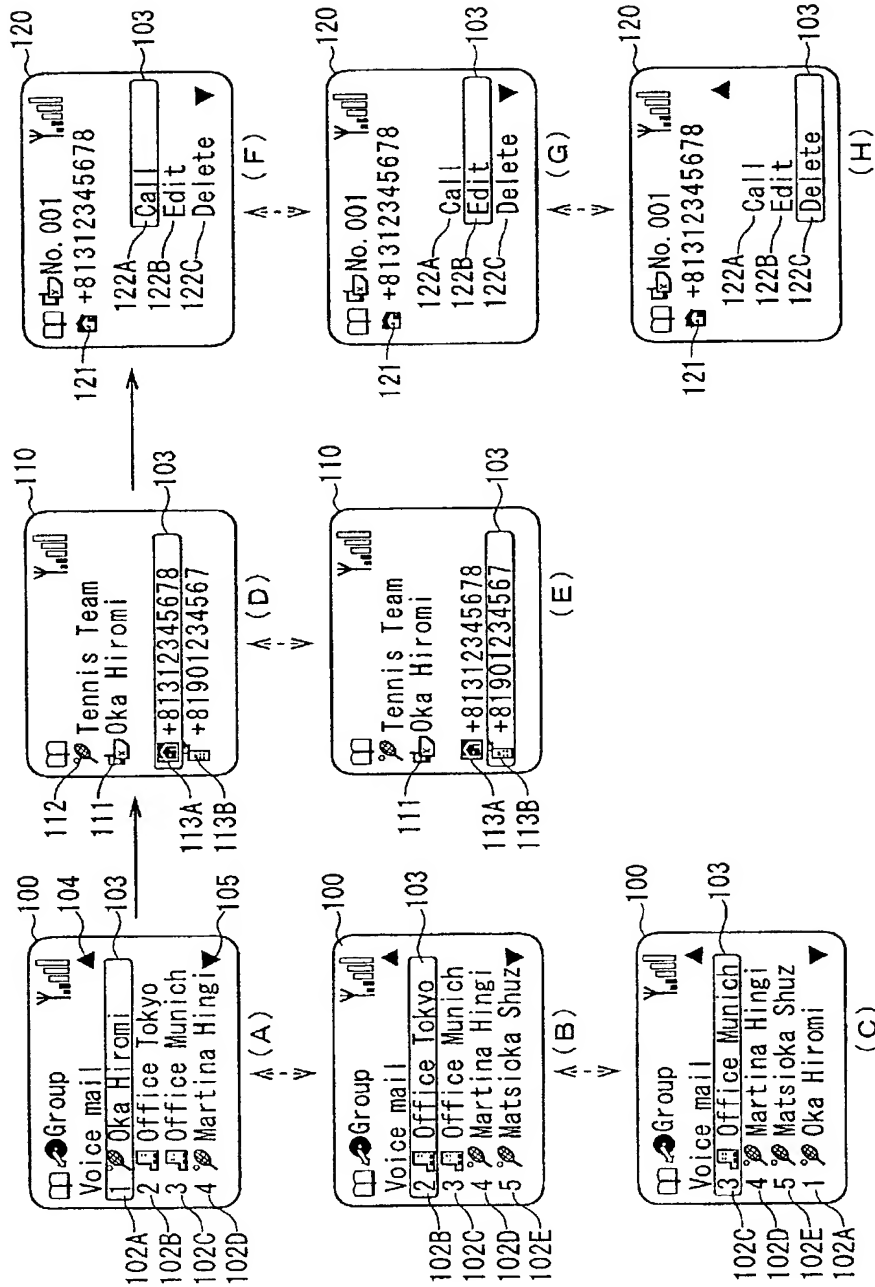 100
Group
Voice mail
104
1 Oka Hiromi
103
2 Office Tokyo
3 Office Munich
4 Martina Hingi
105
102A
102B
102C
102D
(A)
100
Group
Voice mail
2 Office Tokyo
103
3 Office Munich
4 Martina Hingi
5 Matsioka Shuz
102B
102C
102D
102E
(B)
100
Group
Voice mail
3 Office Munich
103
4 Martina Hingi
5 Matsioka Shuz
1 Oka Hiromi
102C
102D
102E
102A
(C)
110
112
Tennis Team
111
Oka Hiromi
103
113A
+81312345678
113B
+81901234567
(D)
110
Tennis Team
111
Oka Hiromi
113A
+81312345678
103
113B
+81901234567
(E)
120
No. 001
121
+81312345678
122A
Call
103
122B
Edit
122C
Delete
(F)
120
No. 001
121
+81312345678
122A
Call
122B
Edit
103
122C
Delete
(G)
120
No. 001
121
+81312345678
122A
Call
122B
Edit
122C
Delete
103
(H)